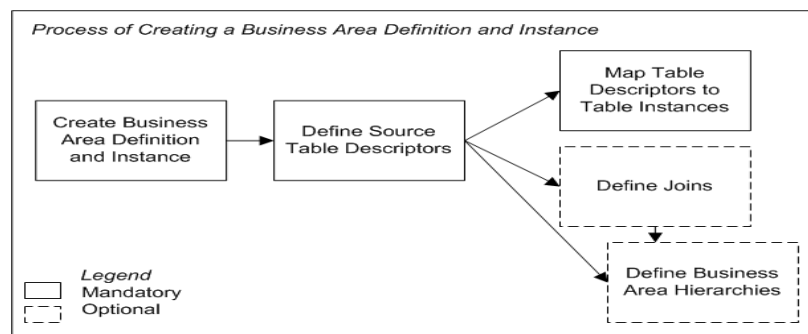 Process of Creating a Business Area Definition and Instance
Create Business
Area Definition
and Instance
Define Source
Table Descriptors
Map Table
Descriptors to
Table Instances
Define Joins
Define Business
Area Hierarchies
Legend
Mandatory
Optional